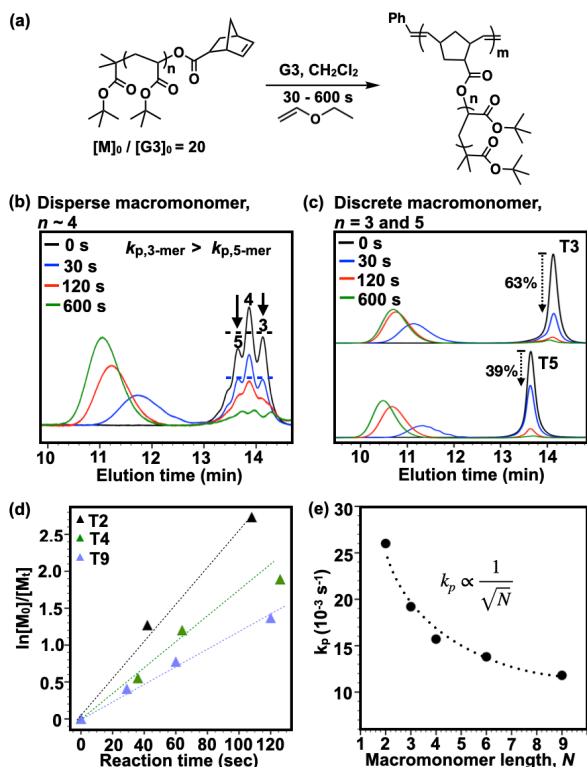 (a)
Ph
m
n
O
O
O
O
O
O
G3, CH₂Cl₂
30 - 600 s
O
[M]₀ / [G3]₀ = 20
O
O
n
O
O
O
O
(b) Disperse macromonomer,
n ~ 4
0 s
30 s
120 s
600 s
kp,3-mer > kp,5-mer
4
5
3
10 11 12 13 14
Elution time (min)
(c) Discrete macromonomer,
n = 3 and 5
0 s
30 s
120 s
600 s
T3
63%
T5
39%
10 11 12 13 14
Elution time (min)
(d)
T2
T4
T9
2.5
2.0
1.5
1.0
0.5
0
ln[M₀]/[Mₜ]
0 20 40 60 80 100 120
Reaction time (sec)
(e)
30
25
20
15
10
kₚ (10⁻³ s⁻¹)
kₚ ∝ 1/√N
1 2 3 4 5 6 7 8 9
Macromonomer length, N